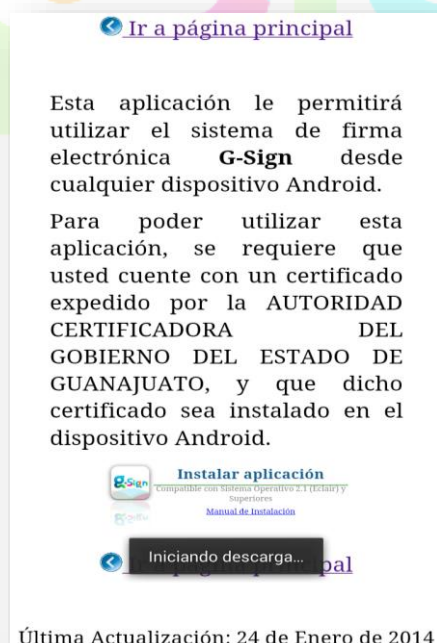 Ir a página principal
Esta aplicación le permitirá
utilizar el sistema de firma
electrónica G-Sign desde
cualquier dispositivo Android.
Para poder utilizar esta
aplicación, se requiere que
usted cuente con un certificado
expedido por la AUTORIDAD
CERTIFICADORA DEL
GOBIERNO DEL ESTADO DE
GUANAJUATO, y que dicho
certificado sea instalado en el
dispositivo Android.
g-Sign
Instalar aplicación
Compatible con Sistema Operativo 2.1 (Eclair) y
Superiores
Manual de Instalación
Iniciando descarga...
Última Actualización: 24 de Enero de 2014